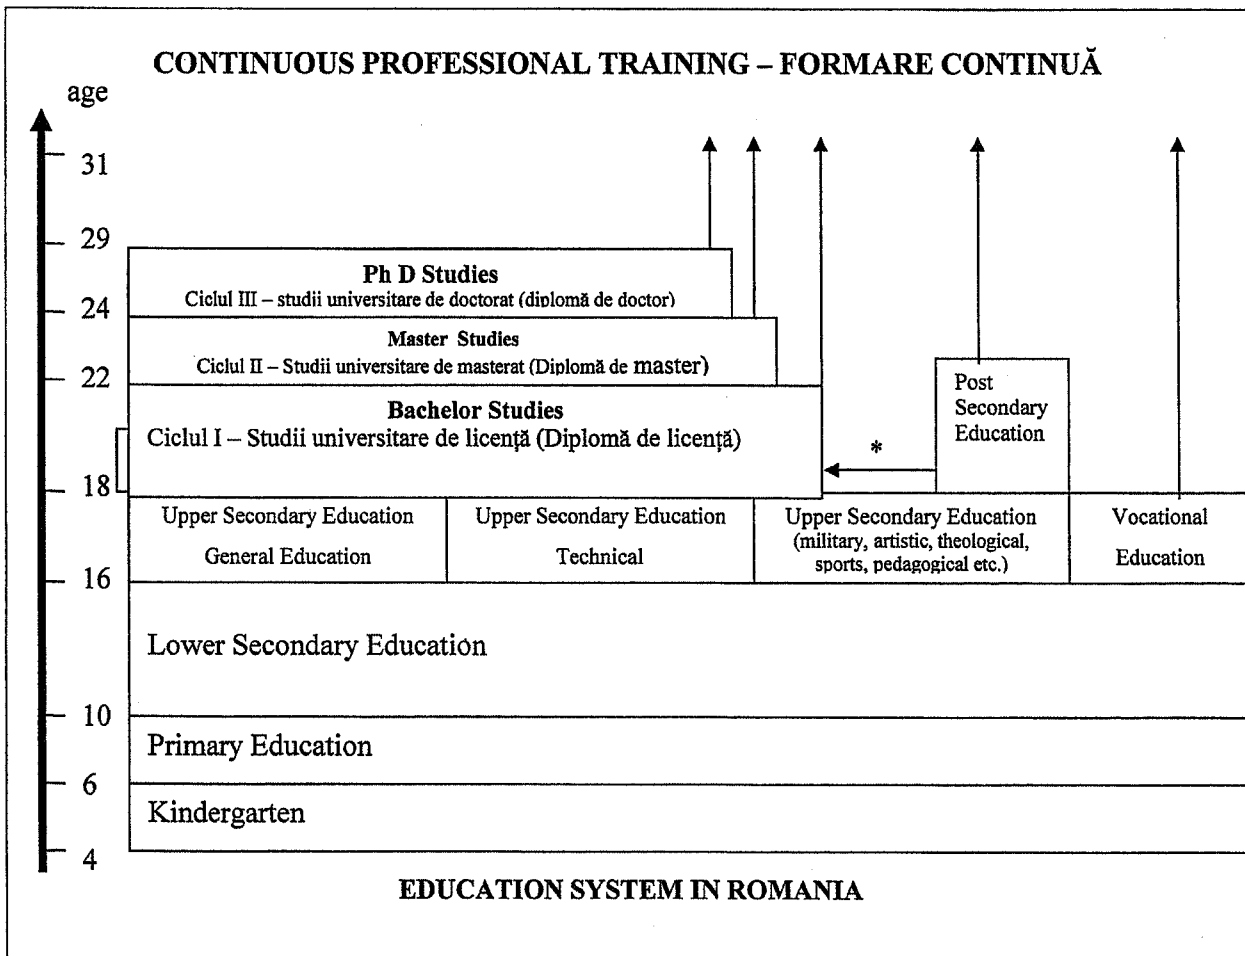 CONTINUOUS PROFESSIONAL TRAINING – FORMARE CONTINUĂ
age
31
29
Ph D Studies
Ciclul III – studii universitare de doctorat (diplomă de doctor)
24
Master Studies
Ciclul II – Studii universitare de masterat (Diplomă de master)
22
Bachelor Studies
Ciclul I – Studii universitare de licență (Diplomă de licență)
Post
Secondary
Education
*
18
Upper Secondary Education
General Education
Upper Secondary Education
Technical
Upper Secondary Education
(military, artistic, theological,
sports, pedagogical etc.)
Vocational
Education
16
Lower Secondary Education
10
Primary Education
6
Kindergarten
4
EDUCATION SYSTEM IN ROMANIA